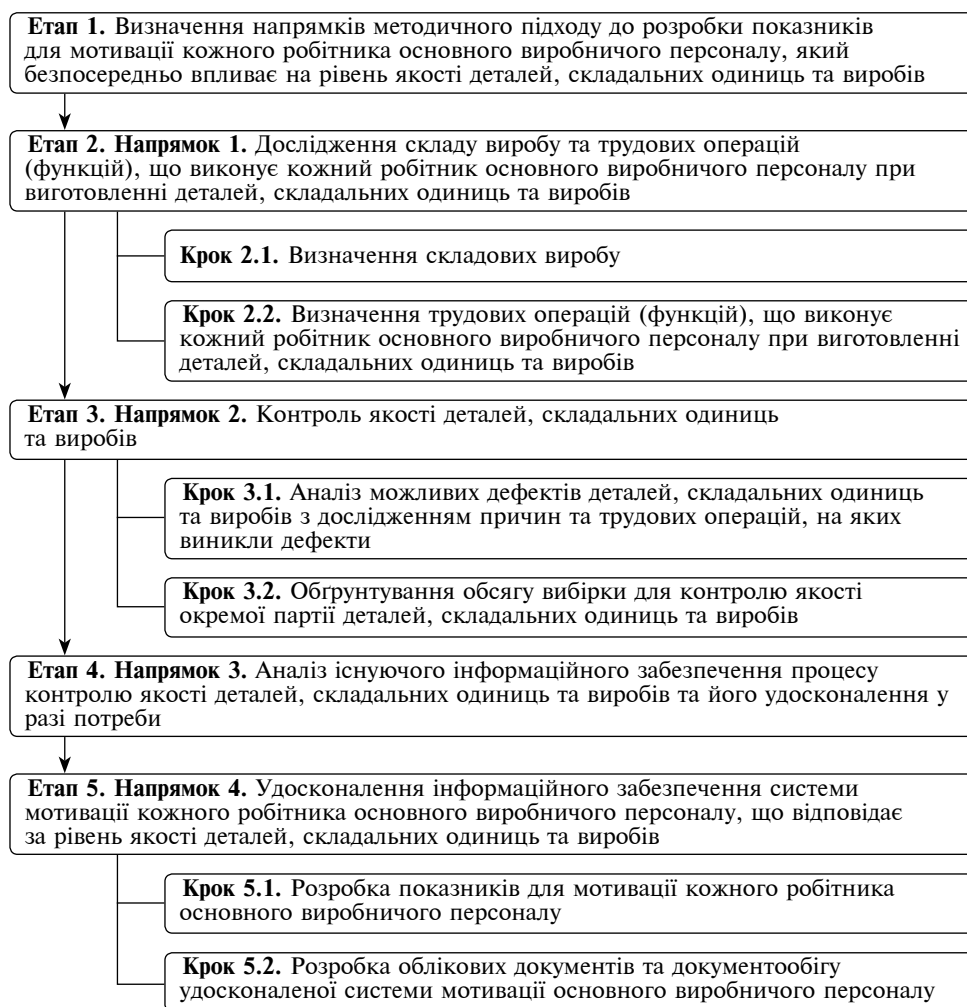 Етап 1. Визначення напрямків методичного підходу до розробки показників
для мотивації кожного робітника основного виробничого персоналу, який
безпосередньо впливає на рівень якості деталей, складальних одиниць та виробів
Етап 2. Напрямок 1. Дослідження складу виробу та трудових операцій
(функцій), що виконує кожний робітник основного виробничого персоналу при
виготовленні деталей, складальних одиниць та виробів
Крок 2.1. Визначення складових виробу
Крок 2.2. Визначення трудових операцій (функцій), що виконує
кожний робітник основного виробничого персоналу при виготовленні
деталей, складальних одиниць та виробів
Етап 3. Напрямок 2. Контроль якості деталей, складальних одиниць
та виробів
Крок 3.1. Аналіз можливих дефектів деталей, складальних одиниць
та виробів з дослідженням причин та трудових операцій, на яких
виникли дефекти
Крок 3.2. Обґрунтування обсягу вибірки для контролю якості
окремої партії деталей, складальних одиниць та виробів
Етап 4. Напрямок 3. Аналіз існуючого інформаційного забезпечення процесу
контролю якості деталей, складальних одиниць та виробів та його удосконалення у
разі потреби
Етап 5. Напрямок 4. Удосконалення інформаційного забезпечення системи
мотивації кожного робітника основного виробничого персоналу, що відповідає
за рівень якості деталей, складальних одиниць та виробів
Крок 5.1. Розробка показників для мотивації кожного робітника
основного виробничого персоналу
Крок 5.2. Розробка облікових документів та документообігу
удосконаленої системи мотивації основного виробничого персоналу